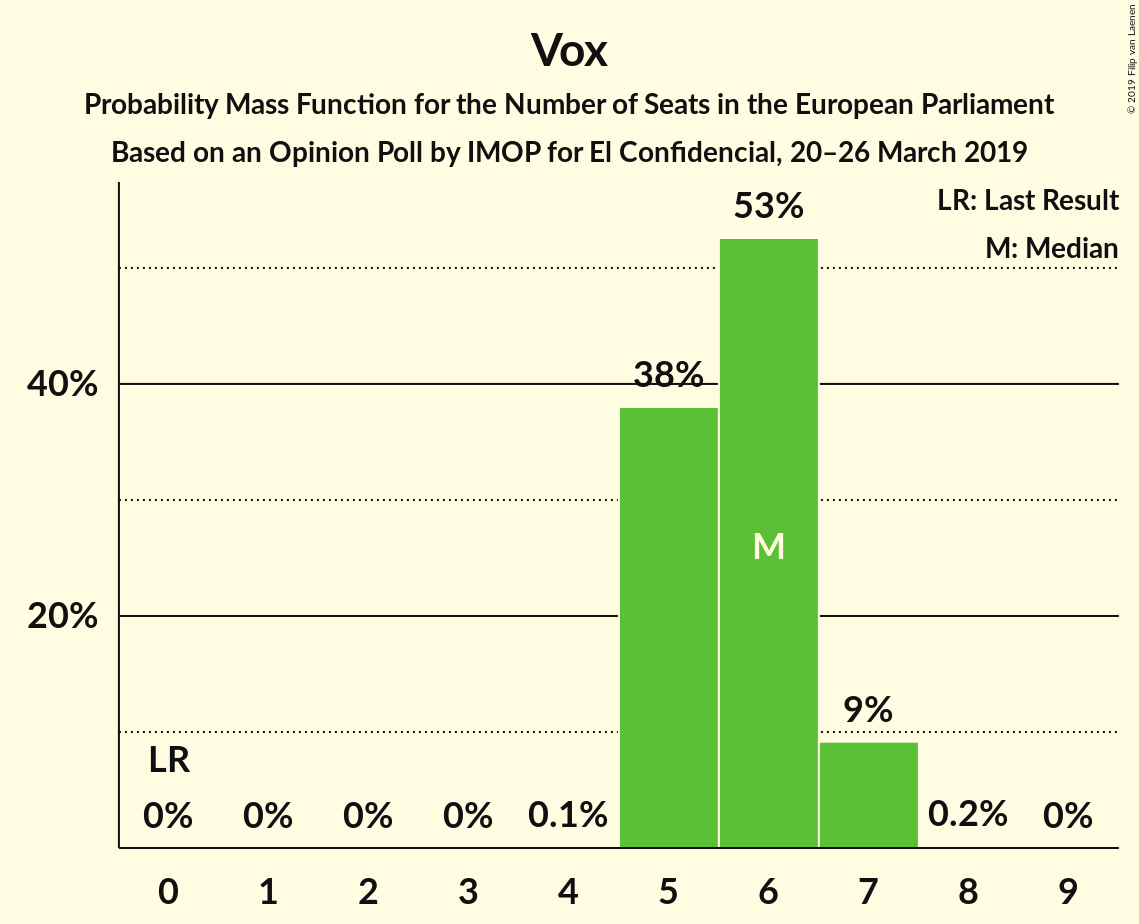 Vox
Probability Mass Function for the Number of Seats in the European Parliament
Based on an Opinion Poll by IMOP for El Confidencial, 20–26 March 2019
© 2019 Filip van Laenen
LR: Last Result
M: Median
53%
40%
38%
M
20%
9%
LR
0% 0% 0% 0% 0.1% 0.2% 0%
0 1 2 3 4 5 6 7 8 9